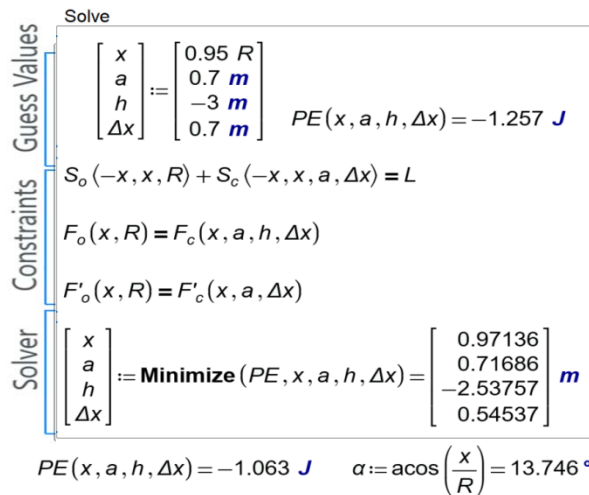 Solve
Guess Values
[x a h Δx] := [0.95 R 0.7 m −3 m 0.7 m]
PE(x, a, h, Δx) = −1.257 J
Constraints
S_o(−x, x, R) + S_c(−x, x, a, Δx) = L
F_o(x, R) = F_c(x, a, h, Δx)
F'_o(x, R) = F'_c(x, a, Δx)
Solver
[x a h Δx] := Minimize(PE, x, a, h, Δx) = [0.97136 0.71686 −2.53757 0.54537] m
PE(x, a, h, Δx) = −1.063 J α := acos(x/R) = 13.746 °